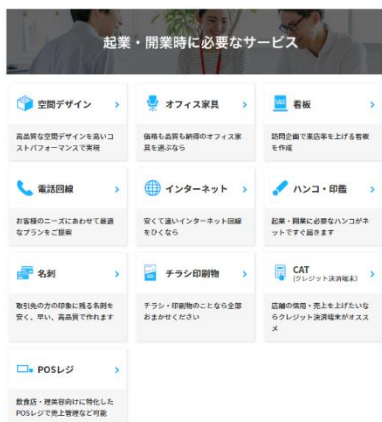 起業・開業時に必要なサービス
空間デザイン
高品質な空間デザインを高いコ
ストパフォーマンスで実現
オフィス家具
価格も品質も納得のオフィス家
具を選ぶなら
看板
訪問企画で来店率を上げる看板
を作成
電話回線
お客様のニーズにあわせて最適
なプランをご提案
インターネット
安くて速いインターネット回線
をひくなら
ハンコ・印鑑
起業・開業に必要なハンコがネ
ットですぐ届きます
名刺
取引先の方の印象に残る名刺を
安く、早い、高品質で作れます
チラシ印刷物
チラシ・印刷物のことなら全部
おまかせください
CAT
(クレジット決済端末)
店舗の信用・売上を上げたいな
らクレジット決済端末がオスス
メ
POSレジ
飲食店・理美容向けに特化した
POSレジで売上管理など可能